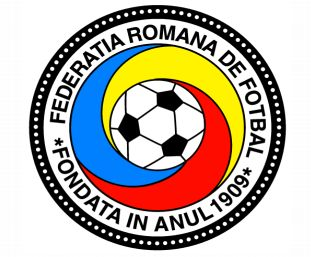 FEDERATIA ROMANA DE FOTBAL
*FONDATA IN ANUL 1909*